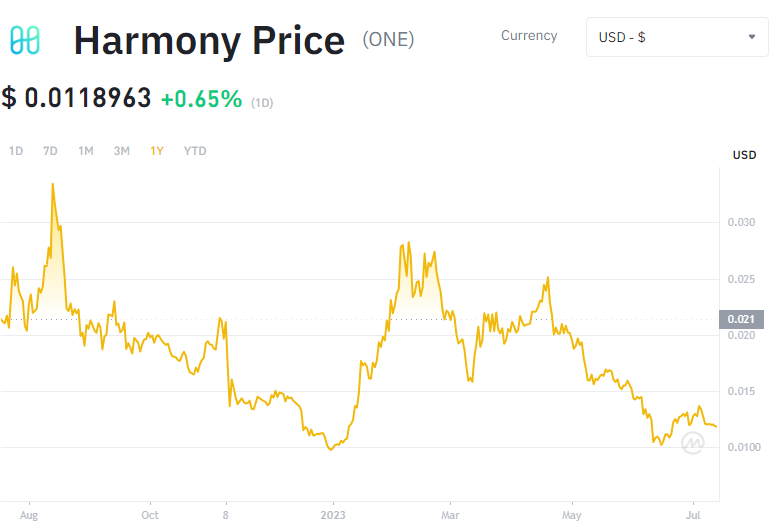 Harmony Price (ONE)
Currency
USD - $
$ 0.0118963 +0.65% (1D)
1D 7D 1M 3M 1Y YTD
USD
0.030
0.025
0.021
0.020
0.015
0.0100
Aug Oct 8 2023 Mar May Jul